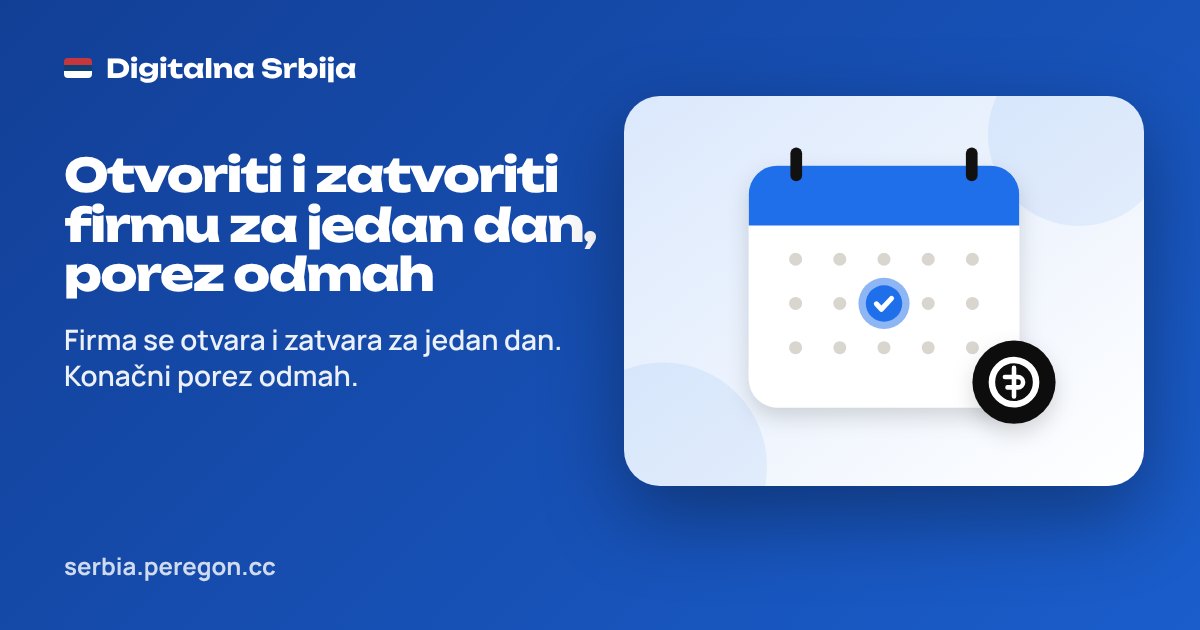 Digitalna Srbija
Otvoriti i zatvoriti
firmu za jedan dan,
porez odmah
Firma se otvara i zatvara za jedan dan.
Konačni porez odmah.
serbia.peregon.cc